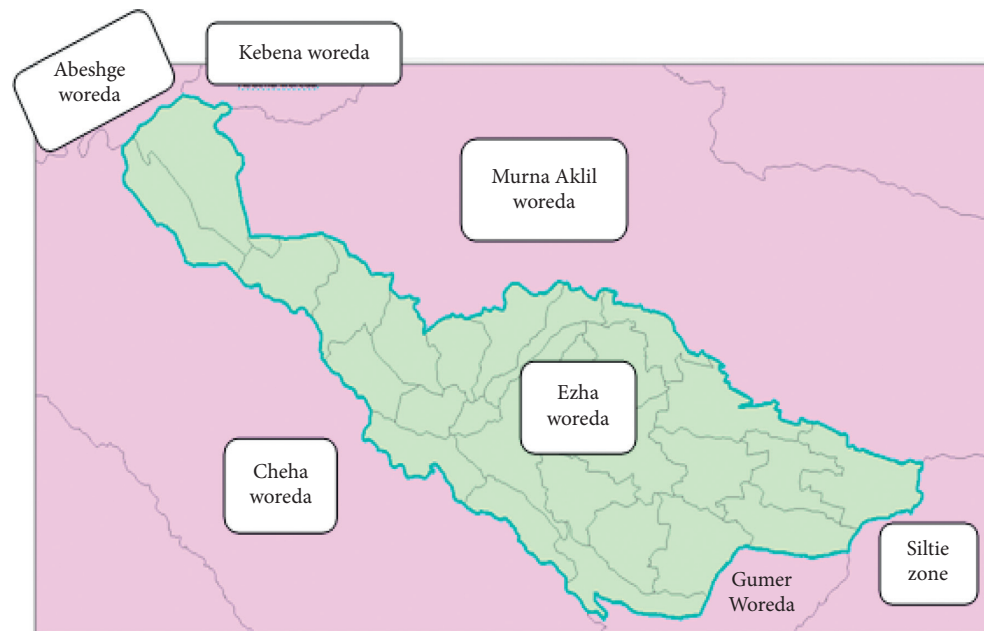 Kebena woreda
Abeshge
woreda
Murna Aklil
woreda
Ezha
woreda
Cheha
woreda
Siltie
zone
Gumer
Woreda